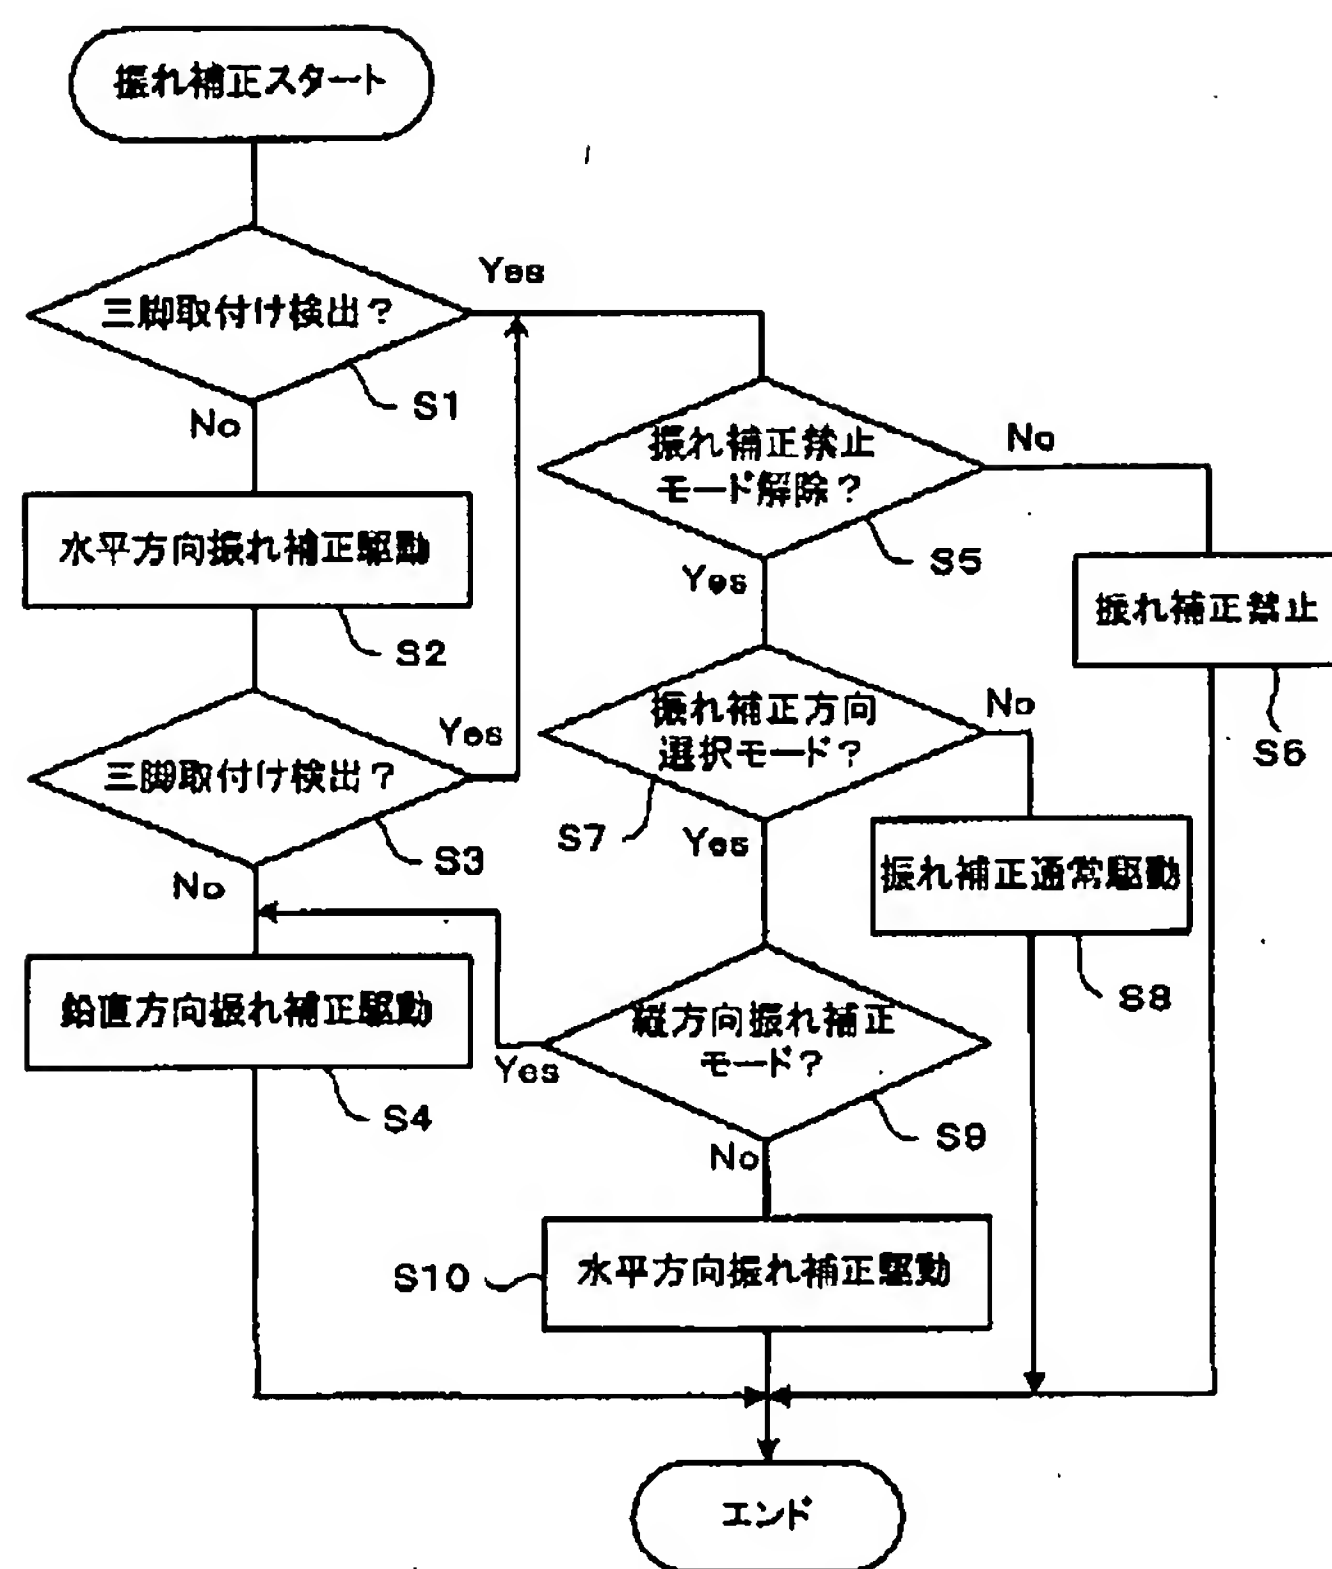 振れ補正スタート
三脚取付け検出？
Yes
S1
No
水平方向振れ補正駆動
S2
三脚取付け検出？
Yes
S3
No
鉛直方向振れ補正駆動
S4
振れ補正禁止
モード解除？
No
S5
Yes
振れ補正禁止
S6
振れ補正方向
選択モード？
No
S7
Yes
振れ補正通常駆動
S8
縦方向振れ補正
モード？
Yes
S9
No
水平方向振れ補正駆動
S10
エンド